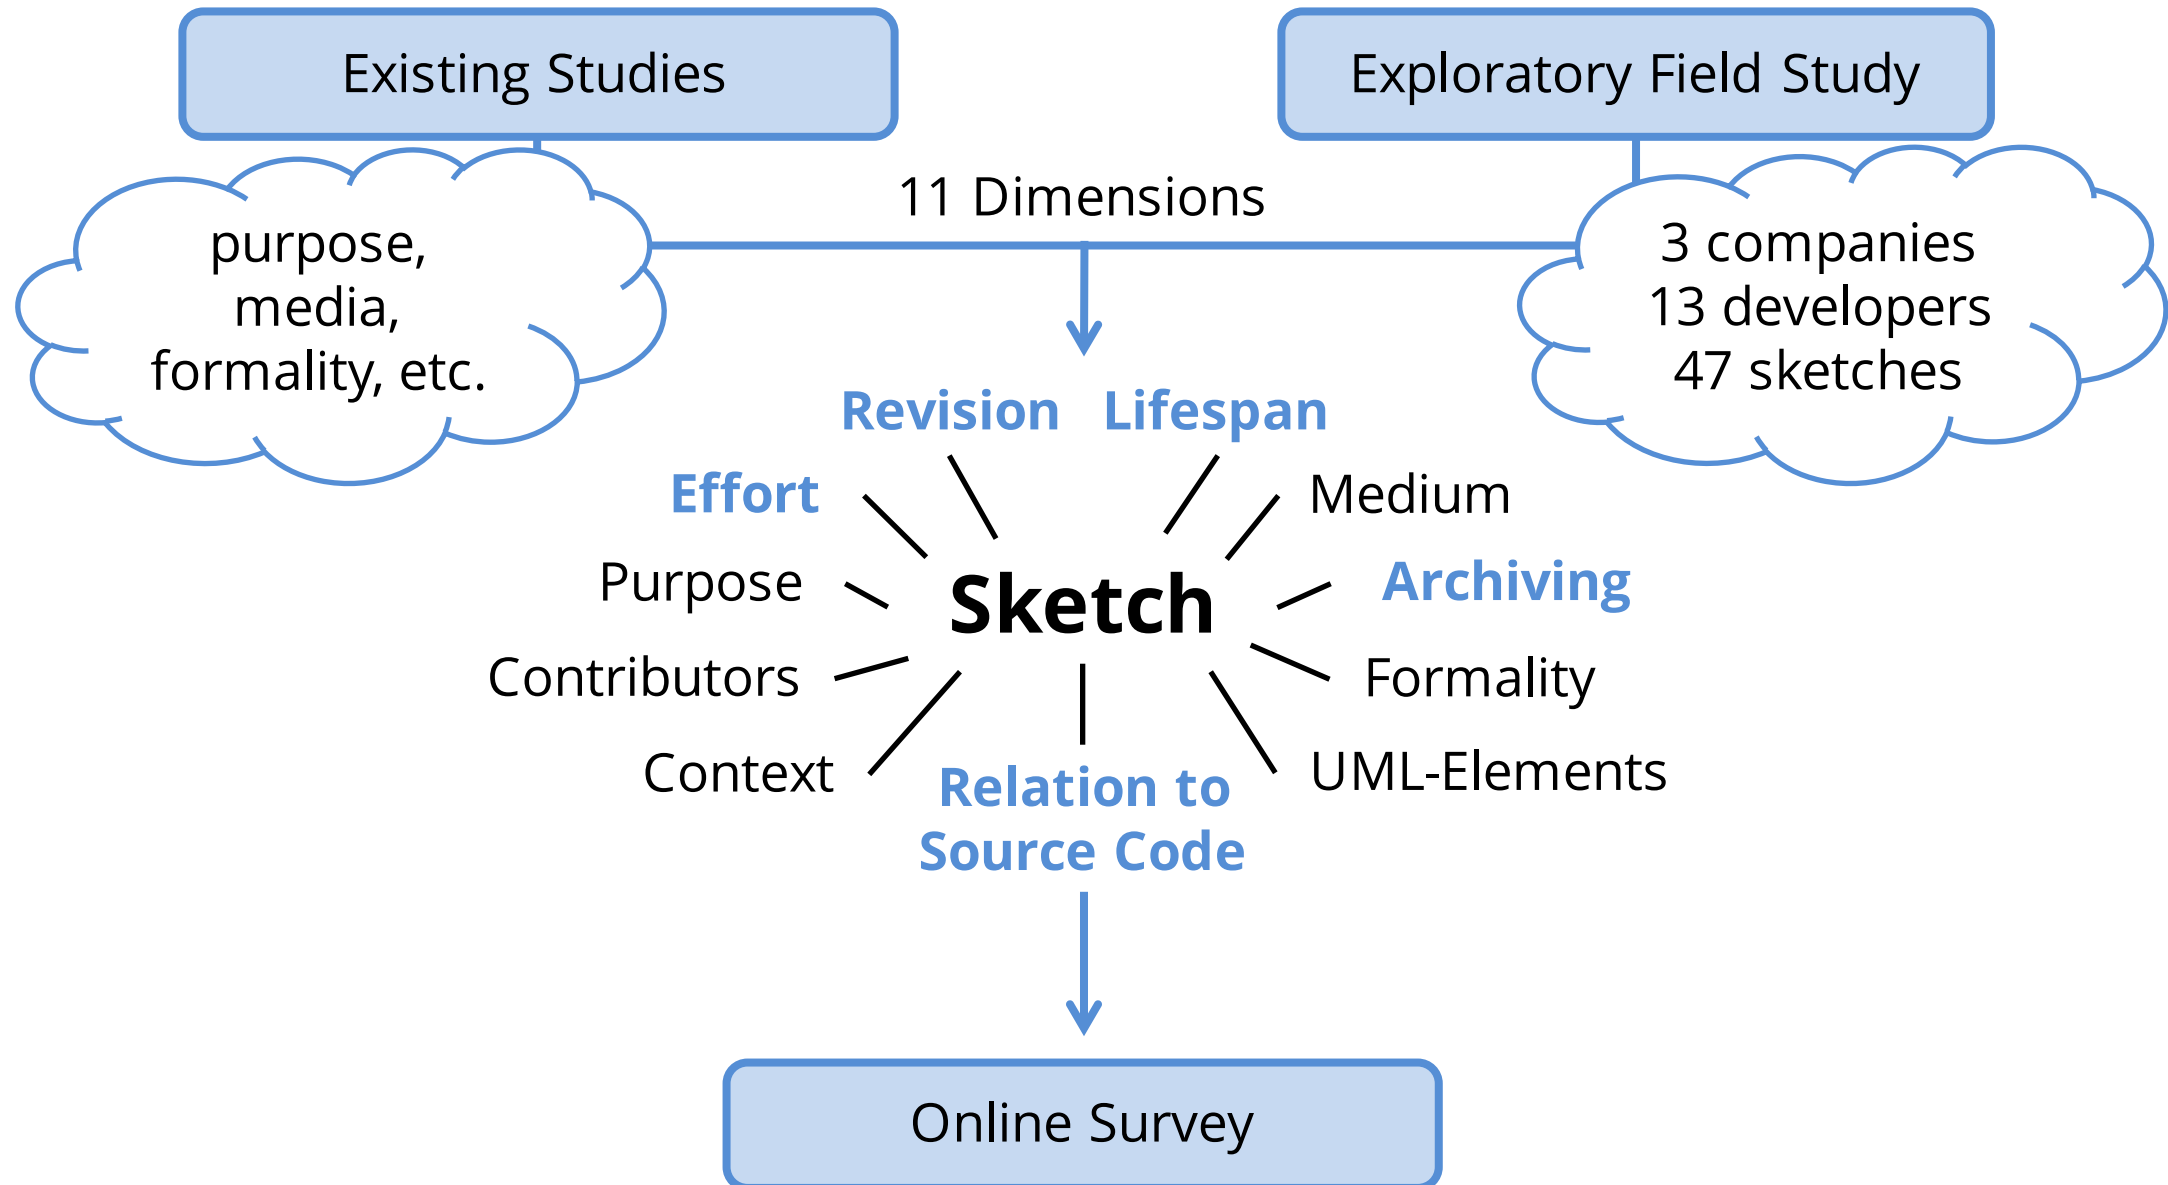 Existing Studies
Exploratory Field Study
11 Dimensions
purpose,
media,
formality, etc.
3 companies
13 developers
47 sketches
Revision
Lifespan
Effort
Medium
Purpose
Sketch
Archiving
Contributors
Formality
Context
Relation to
Source Code
UML-Elements
Online Survey